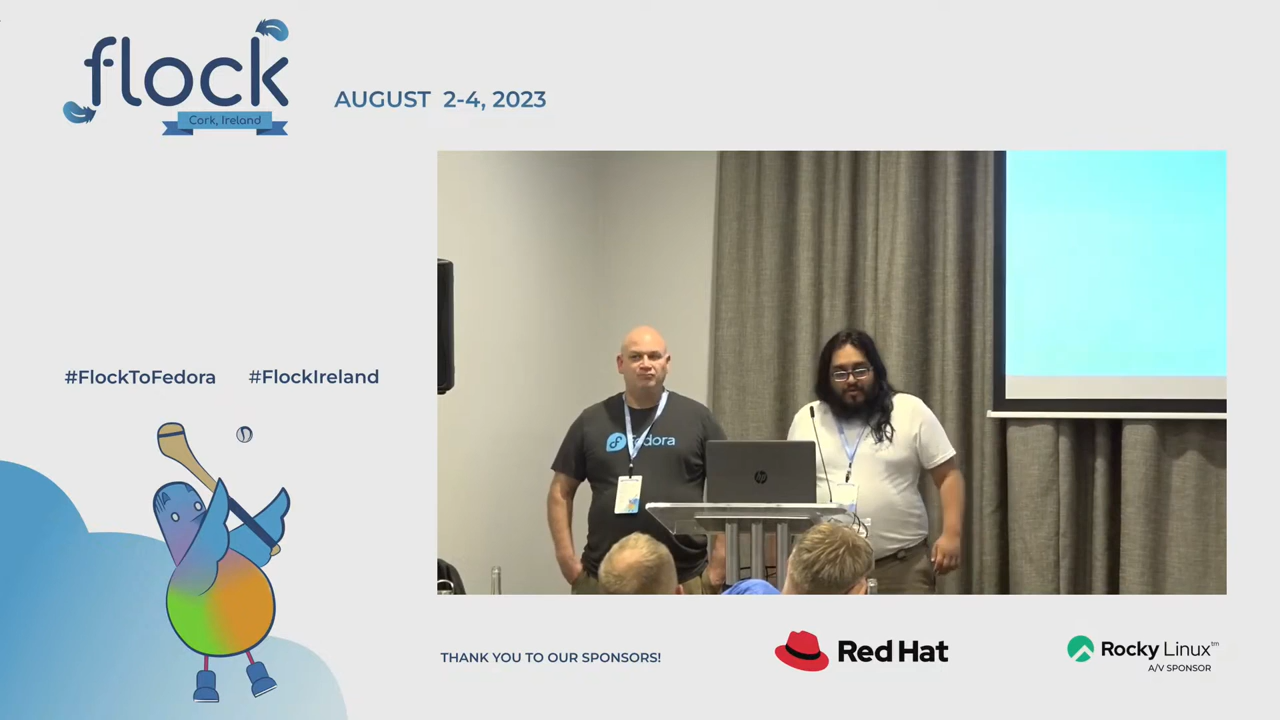 flock
Cork, Ireland
AUGUST 2-4, 2023
#FlockToFedora #FlockIreland
fedora
hp
THANK YOU TO OUR SPONSORS!
Red Hat
Rocky Linux™
A/V SPONSOR